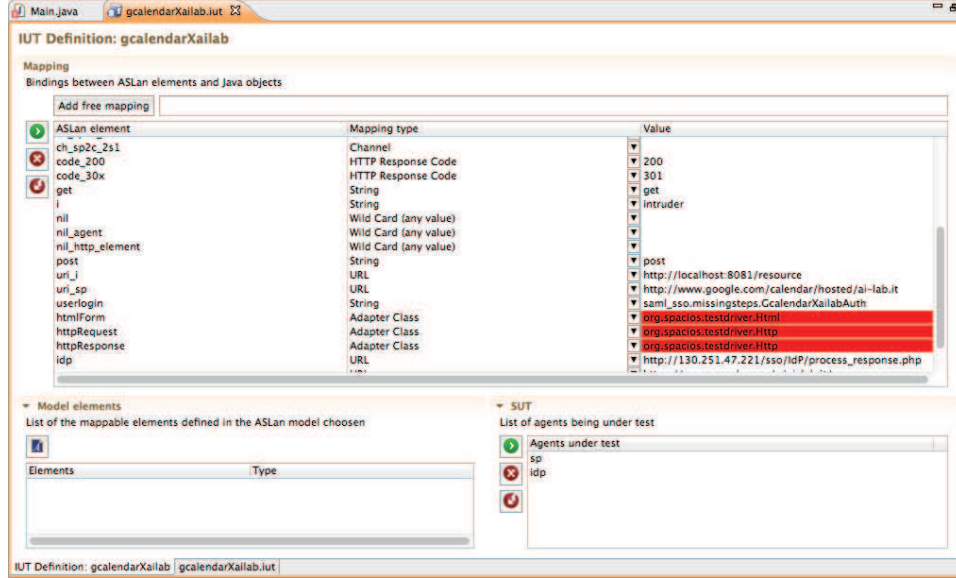 Main.java gcalendarXailab.iut
IUT Definition: gcalendarXailab
Mapping
Bindings between ASLan elements and Java objects
Add free mapping
ASLan element Mapping type Value
ch_sp2c_2s1 Channel
code_200 HTTP Response Code 200
code_30x HTTP Response Code 301
get String get
i String intruder
nil Wild Card (any value)
nil_agent Wild Card (any value)
nil_http_element Wild Card (any value)
post String post
uri_i URL http://localhost:8081/resource
uri_sp URL http://www.google.com/calendar/hosted/ai-lab.it
userlogin String saml_sso.missingsteps.GcalendarXailabAuth
htmlForm Adapter Class org.spacios.testdriver.Html
httpRequest Adapter Class org.spacios.testdriver.Http
httpResponse Adapter Class org.spacios.testdriver.Http
idp URL http://130.251.47.221/sso/IdP/process_response.php
Model elements
List of the mappable elements defined in the ASLan model choosen
Elements Type
SUT
List of agents being under test
Agents under test
sp
idp
IUT Definition: gcalendarXailab gcalendarXailab.iut